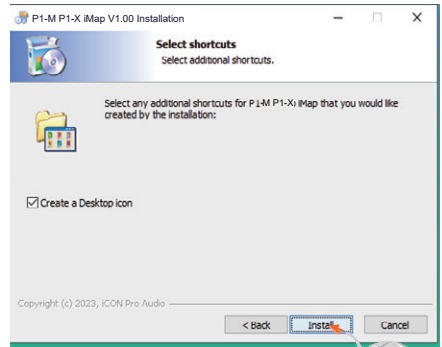 P1-M P1-X iMap V1.00 Installation
Select shortcuts
Select additional shortcuts.
Select any additional shortcuts for P1-M P1-X iMap that you would like
created by the installation:
Create a Desktop icon
Copyright (c) 2023, iCON Pro Audio
< Back
Install
Cancel